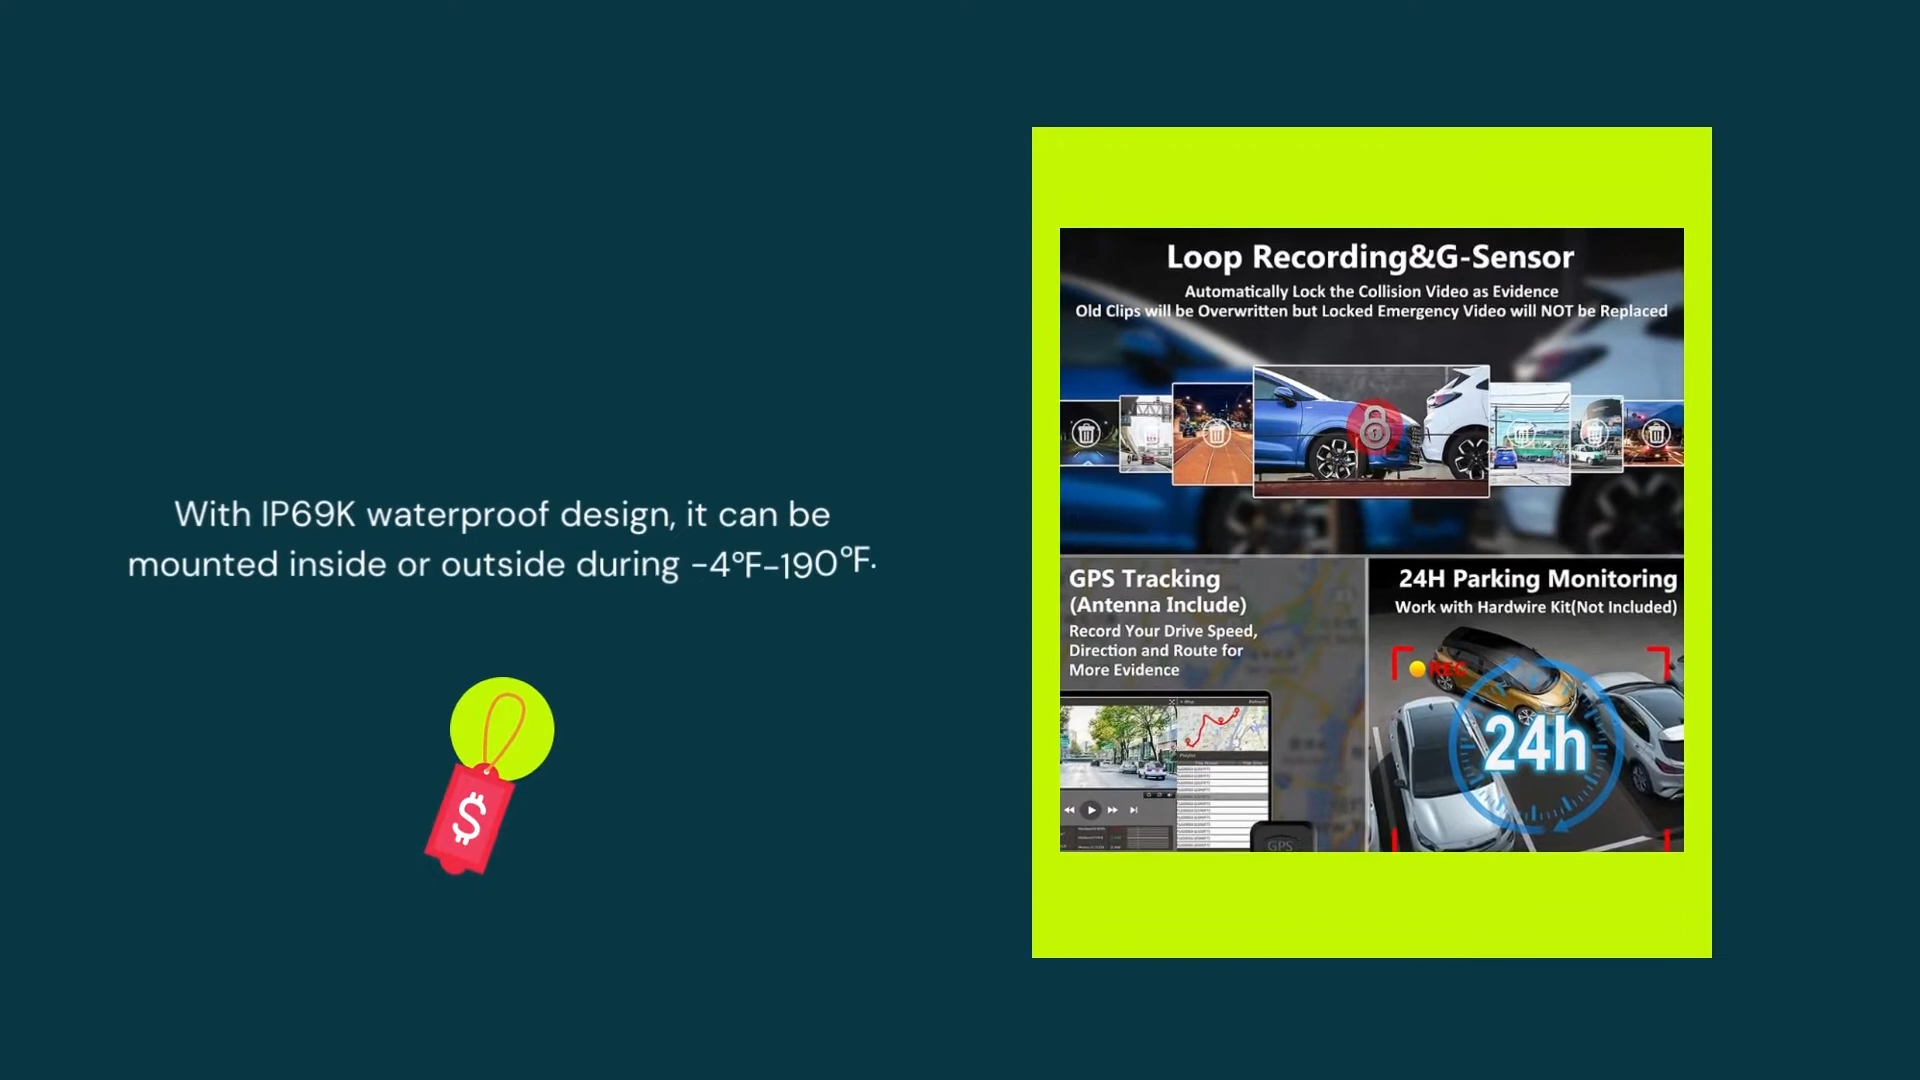 With IP69K waterproof design, it can be
mounted inside or outside during -4°F-190°F.
$
Loop Recording&G-Sensor
Automatically Lock the Collision Video as Evidence
Old Clips will be Overwritten but Locked Emergency Video will NOT be Replaced
GPS Tracking
(Antenna Include)
Record Your Drive Speed,
Direction and Route for
More Evidence
GPS
24H Parking Monitoring
Work with Hardwire Kit(Not Included)
REC
24h